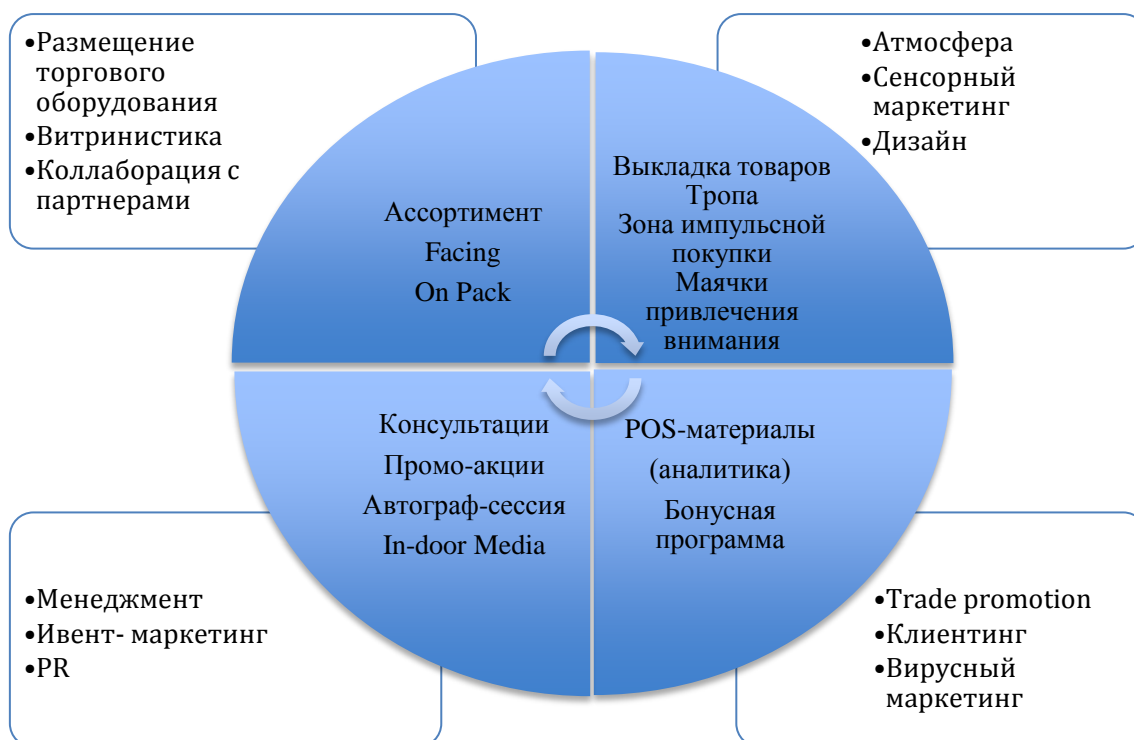 •Размещение
торгового
оборудования
•Витринистика
•Коллаборация с
партнерами
•Атмосфера
•Сенсорный
маркетинг
•Дизайн
Ассортимент
Facing
On Pack
Выкладка товаров
Тропа
Зона импульсной
покупки
Маячки
привлечения
внимания
Консультации
Промо-акции
Автограф-сессия
In-door Media
POS-материалы
(аналитика)
Бонусная
программа
•Менеджмент
•Ивент- маркетинг
•PR
•Trade promotion
•Клиентинг
•Вирусный
маркетинг